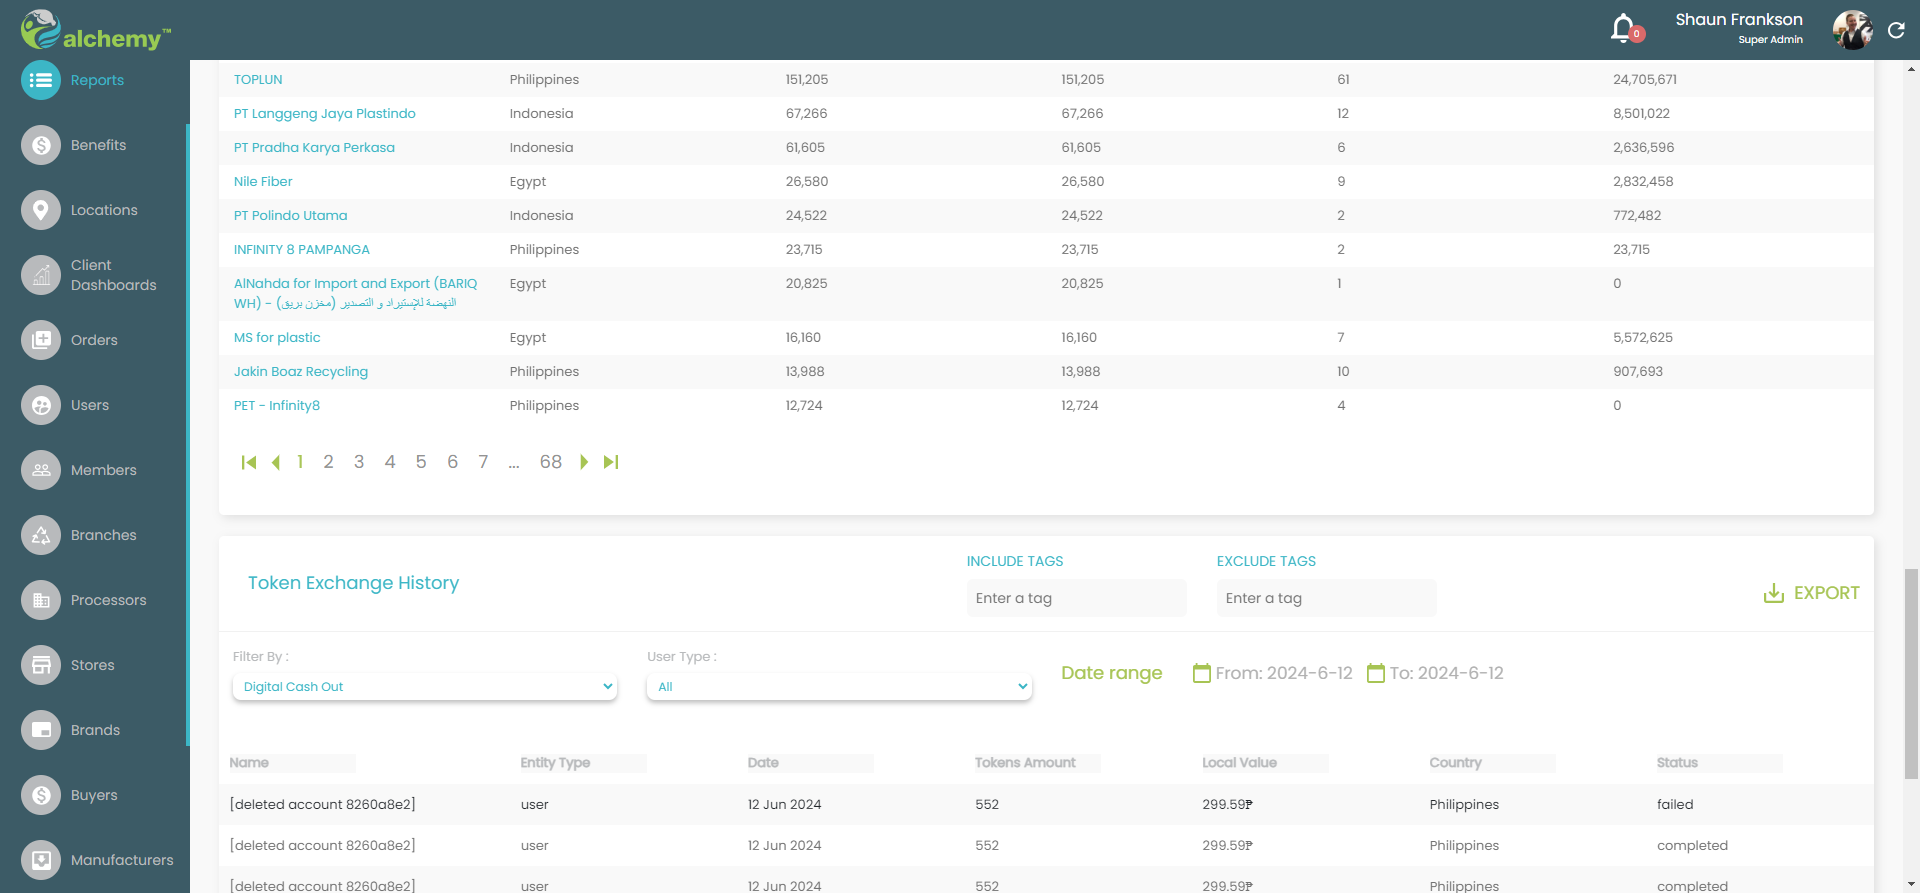 alchemy™
0
Shaun Frankson
Super Admin
Reports
Benefits
Locations
Client
Dashboards
Orders
Users
Members
Branches
Processors
Stores
Brands
Buyers
Manufacturers
TOPLUN Philippines 151,205 151,205 61 24,705,671
PT Langgeng Jaya Plastindo Indonesia 67,266 67,266 12 8,501,022
PT Pradha Karya Perkasa Indonesia 61,605 61,605 6 2,636,596
Nile Fiber Egypt 26,580 26,580 9 2,832,458
PT Polindo Utama Indonesia 24,522 24,522 2 772,482
INFINITY 8 PAMPANGA Philippines 23,715 23,715 2 23,715
AlNahda for Import and Export (BARIQ Egypt 20,825 20,825 1 0
WH) - النهضة للإستيراد و التصدير (مخزن بريق)
MS for plastic Egypt 16,160 16,160 7 5,572,625
Jakin Boaz Recycling Philippines 13,988 13,988 10 907,693
PET - Infinity8 Philippines 12,724 12,724 4 0
1 2 3 4 5 6 7 ... 68
Token Exchange History
INCLUDE TAGS EXCLUDE TAGS
Enter a tag Enter a tag
EXPORT
Filter By : User Type :
Digital Cash Out All
Date range From: 2024-6-12 To: 2024-6-12
Name Entity Type Date Tokens Amount Local Value Country Status
[deleted account 8260a8e2] user 12 Jun 2024 552 299.59₱ Philippines failed
[deleted account 8260a8e2] user 12 Jun 2024 552 299.59₱ Philippines completed
[deleted account 8260a8e2] user 12 Jun 2024 552 299.59₱ Philippines completed